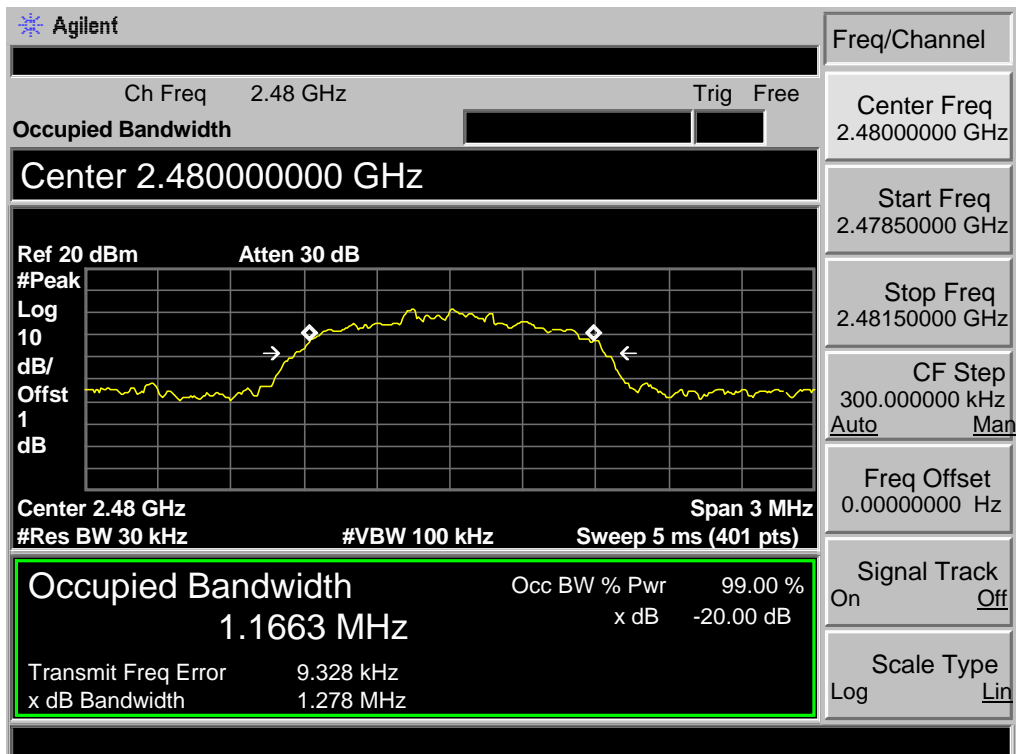 Agilent
Freq/Channel
Ch Freq 2.48 GHz Trig Free
Occupied Bandwidth
Center 2.480000000 GHz
Ref 20 dBm Atten 30 dB
#Peak
Log
10
dB/
Offst
1
dB
Center 2.48 GHz Span 3 MHz
#Res BW 30 kHz #VBW 100 kHz Sweep 5 ms (401 pts)
Occupied Bandwidth
1.1663 MHz
Occ BW % Pwr 99.00 %
x dB -20.00 dB
Transmit Freq Error 9.328 kHz
x dB Bandwidth 1.278 MHz
Center Freq
2.48000000 GHz
Start Freq
2.47850000 GHz
Stop Freq
2.48150000 GHz
CF Step
300.000000 kHz
Auto Man
Freq Offset
0.00000000 Hz
Signal Track
On Off
Scale Type
Log Lin